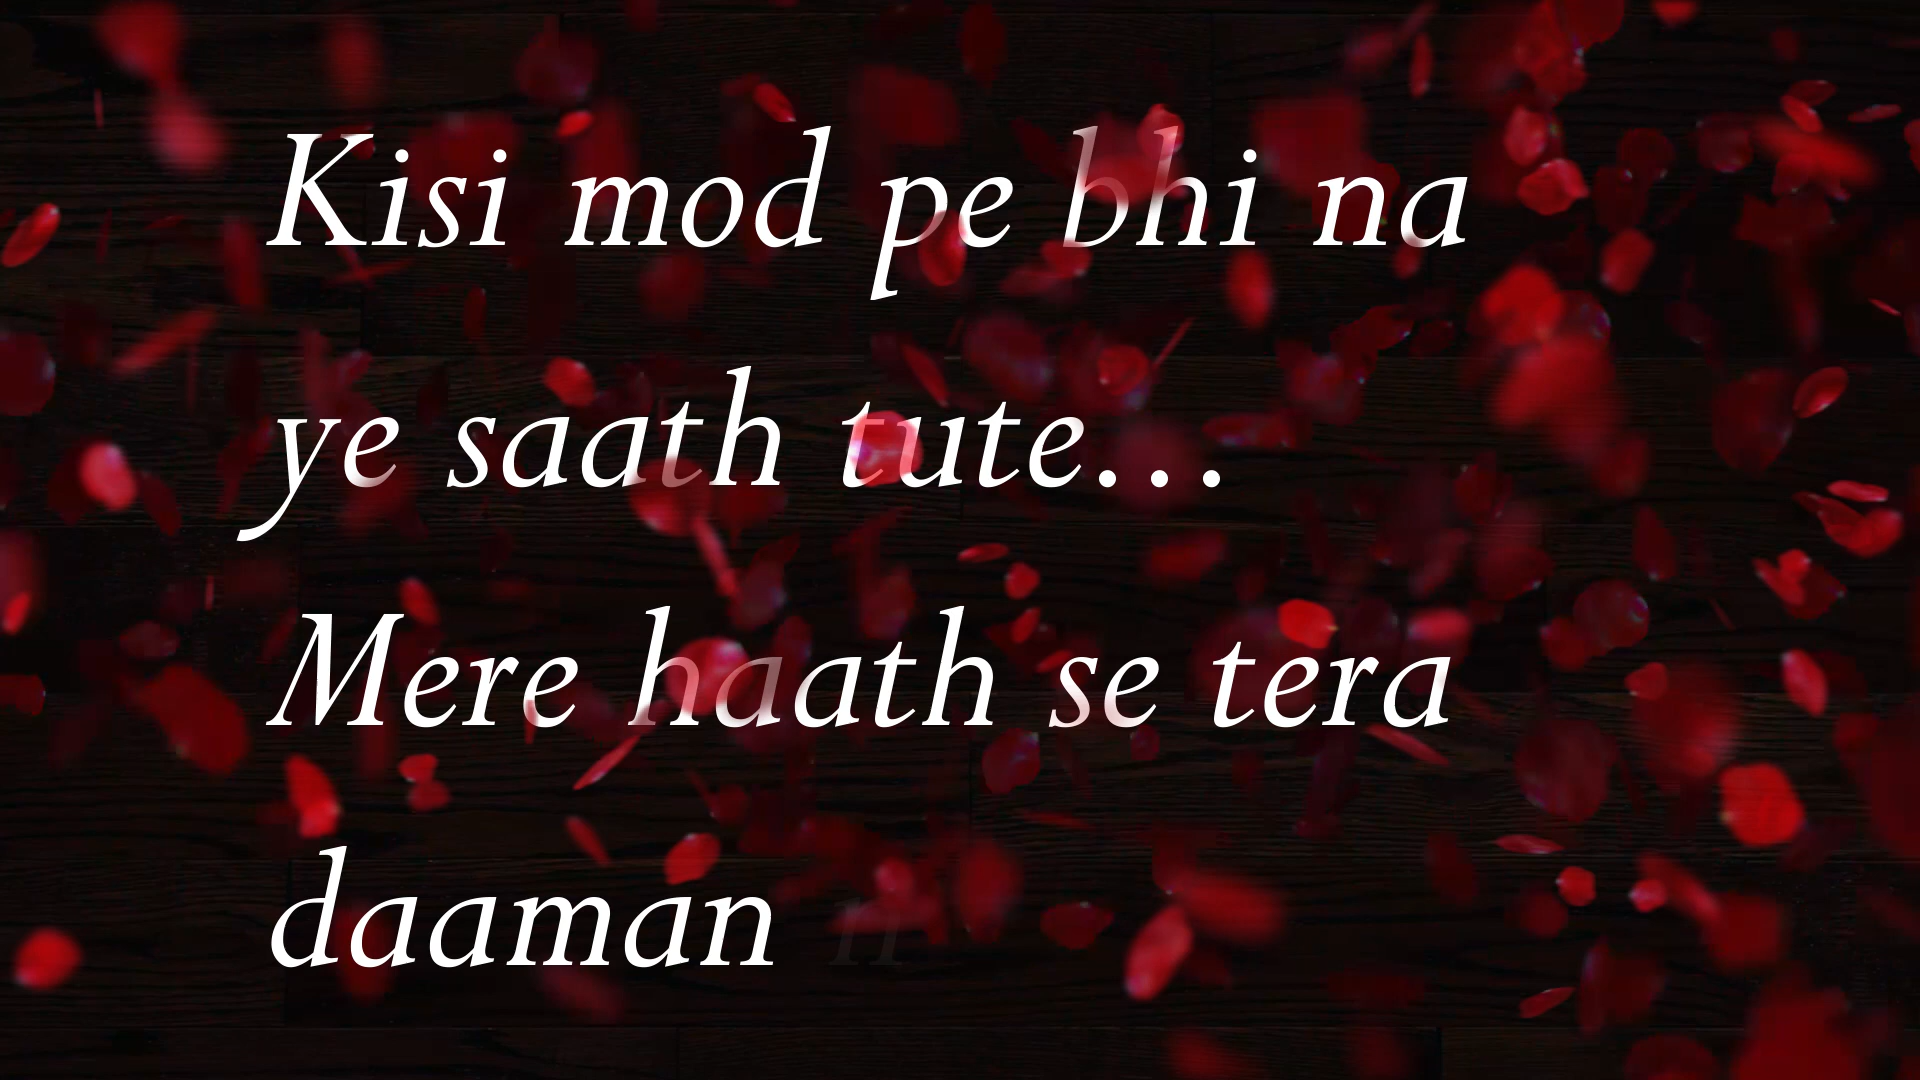 Kisi mod pe bhi na
ye saath tute...
Mere haath se tera
daaman n